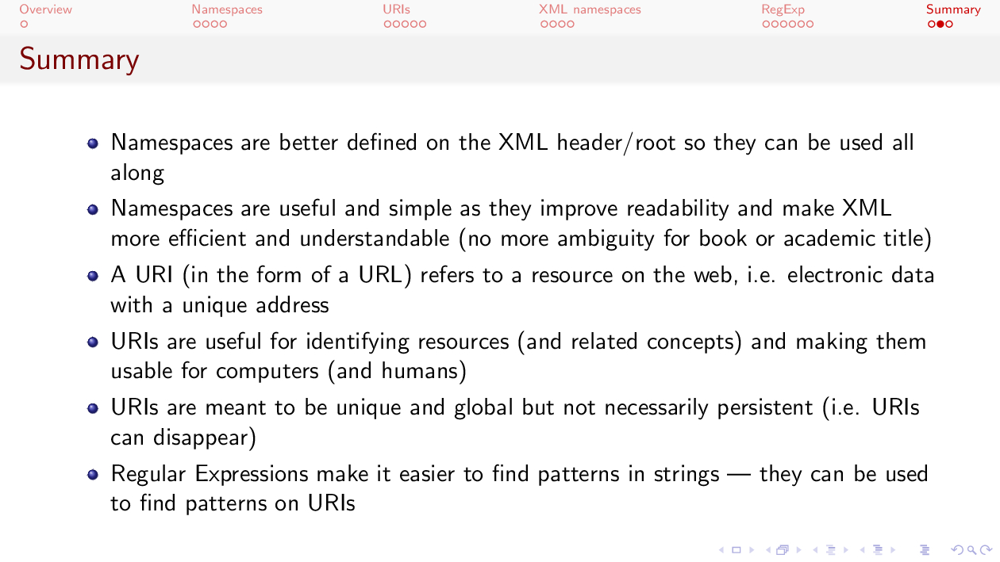 Overview Namespaces URIs XML namespaces RegExp Summary
Summary
Namespaces are better defined on the XML header/root so they can be used all
along
Namespaces are useful and simple as they improve readability and make XML
more efficient and understandable (no more ambiguity for book or academic title)
A URI (in the form of a URL) refers to a resource on the web, i.e. electronic data
with a unique address
URIs are useful for identifying resources (and related concepts) and making them
usable for computers (and humans)
URIs are meant to be unique and global but not necessarily persistent (i.e. URIs
can disappear)
Regular Expressions make it easier to find patterns in strings — they can be used
to find patterns on URIs